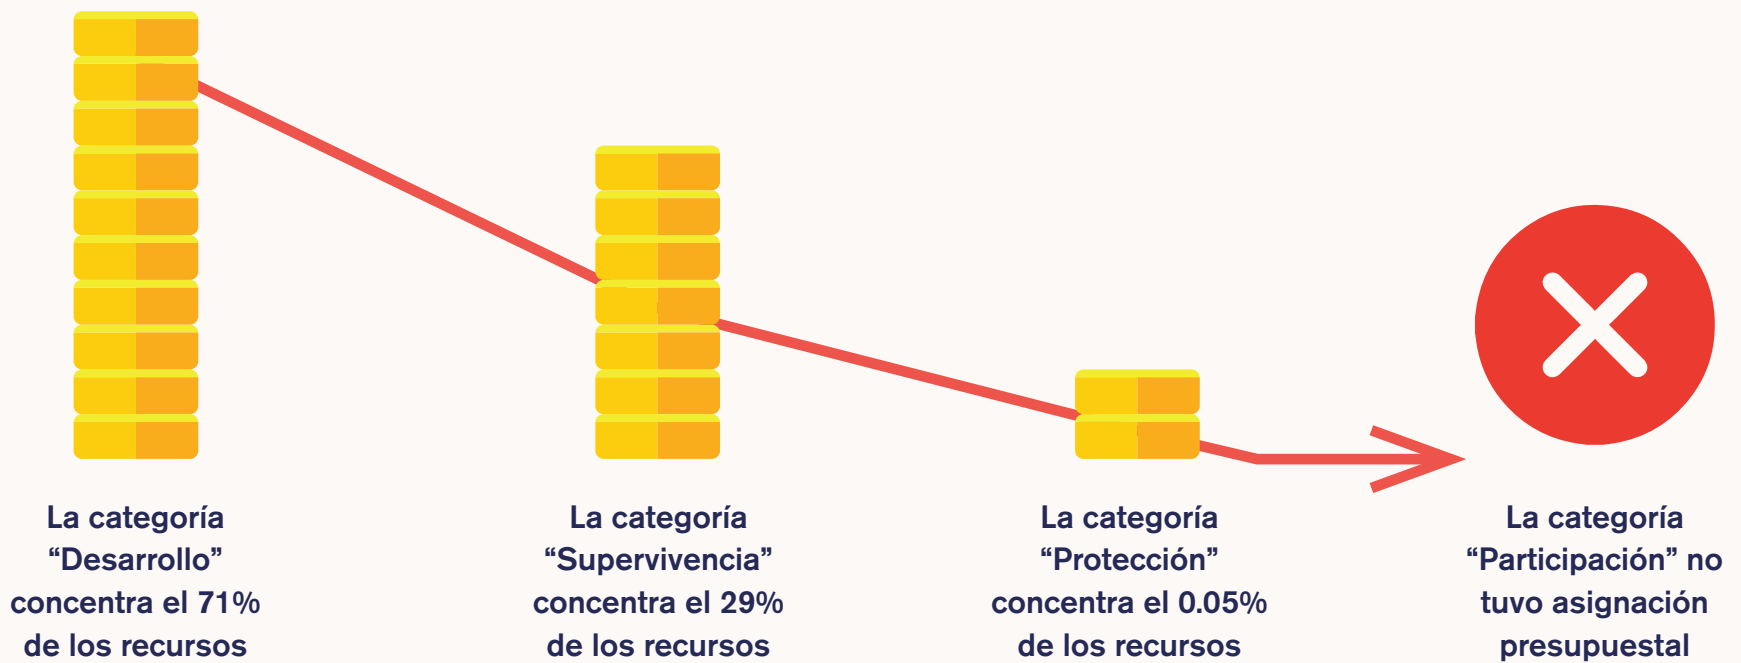 La categoría
“Desarrollo”
concentra el 71%
de los recursos
La categoría
“Supervivencia”
concentra el 29%
de los recursos
La categoría
“Protección”
concentra el 0.05%
de los recursos
La categoría
“Participación” no
tuvo asignación
presupuestal